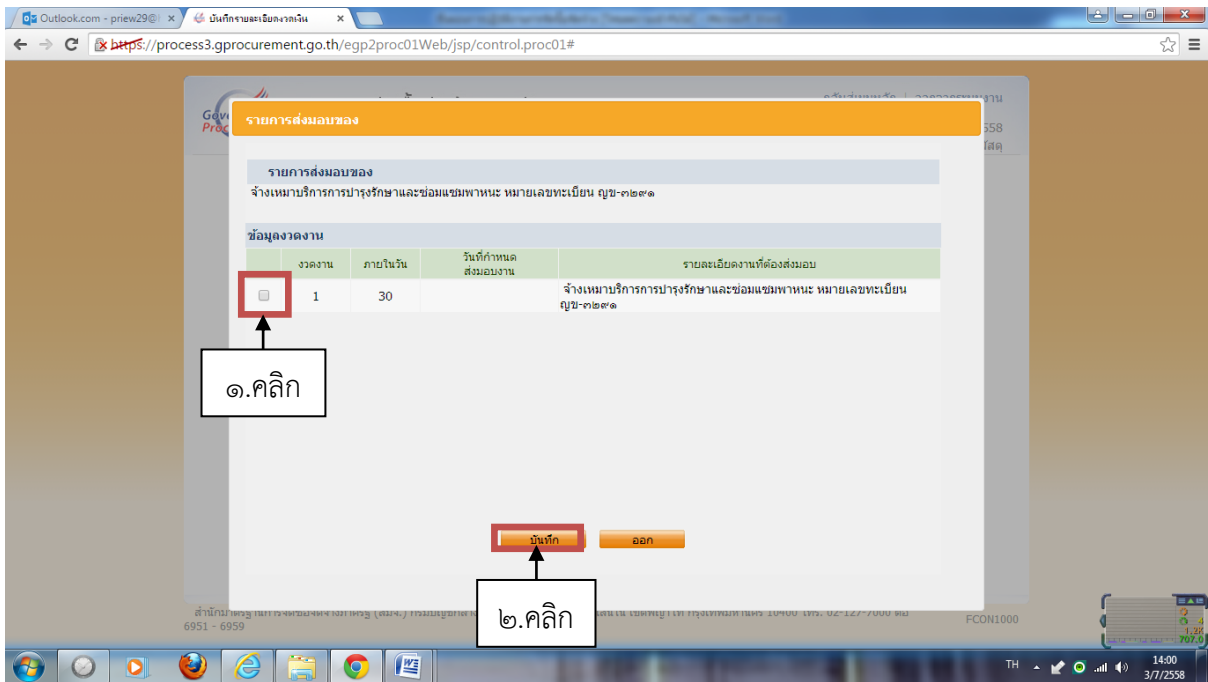 Outlook.com - priew29@
บันทึกรายละเอียดงวดเงิน
https://process3.gprocurement.go.th/egp2proc01Web/jsp/control.proc01#
รายการส่งมอบของ
รายการส่งมอบของ
จ้างเหมาบริการการบำรุงรักษาและซ่อมแซมพาหนะ หมายเลขทะเบียน ญข-๓๒๙๑
ข้อมูลงวดงาน
งวดงาน ภายในวัน วันที่กำหนด ส่งมอบงาน รายละเอียดงานที่ต้องส่งมอบ
1 30 จ้างเหมาบริการการบำรุงรักษาและซ่อมแซมพาหนะ หมายเลขทะเบียน
ญข-๓๒๙๑
๑.คลิก
บันทึก ออก
๒.คลิก
6951 - 6959
FCON1000
TH
14:00
3/7/2558